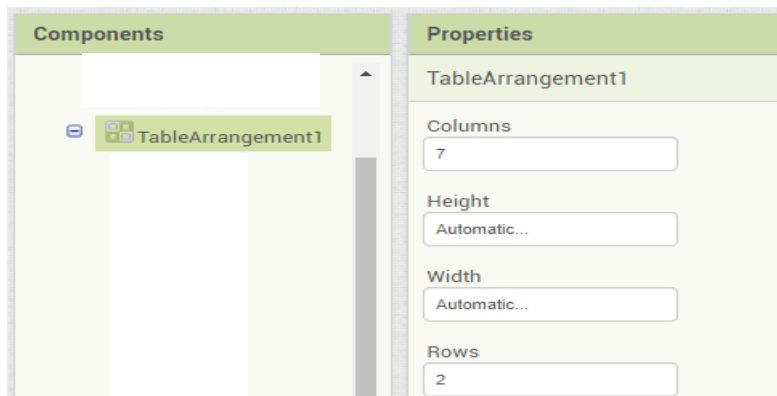 Components
TableArrangement1
Properties
TableArrangement1
Columns
7
Height
Automatic...
Width
Automatic...
Rows
2